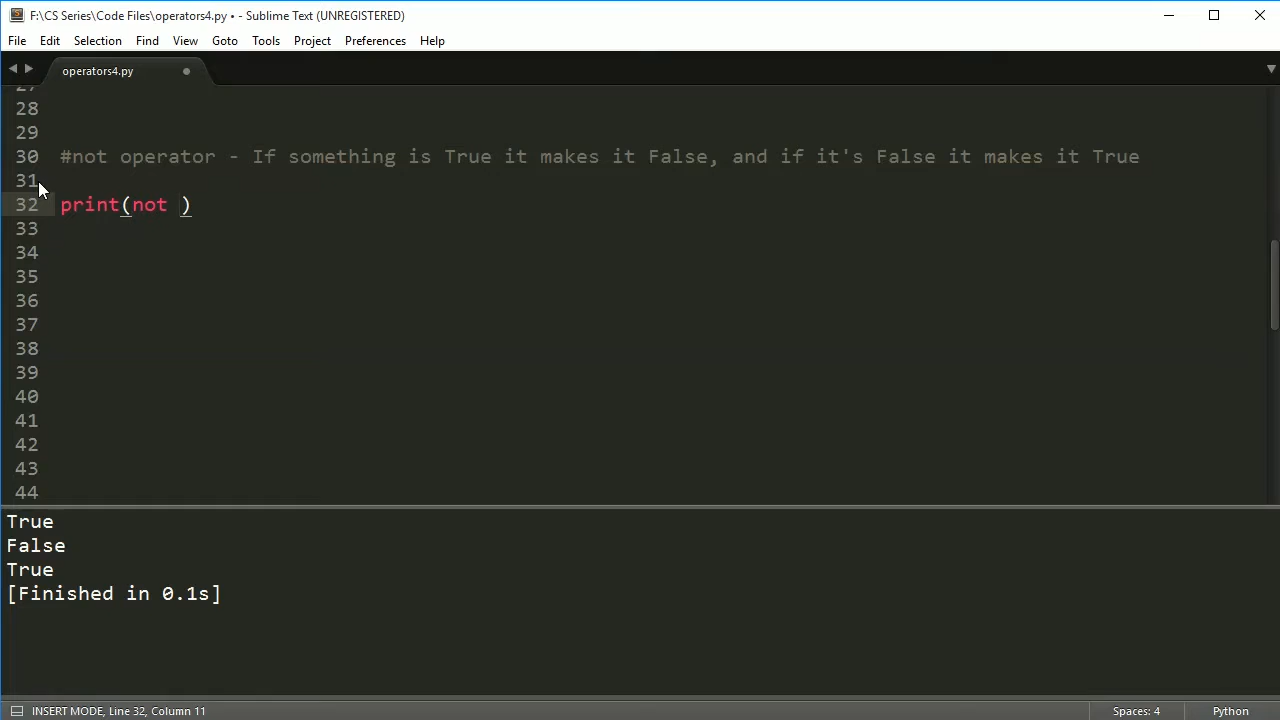 F:\CS Series\Code Files\operators4.py • - Sublime Text (UNREGISTERED)
File Edit Selection Find View Goto Tools Project Preferences Help
operators4.py
27
28
29
30 #not operator - If something is True it makes it False, and if it's False it makes it True
31
32 print(not )
33
34
35
36
37
38
39
40
41
42
43
44
True
False
True
[Finished in 0.1s]
INSERT MODE, Line 32, Column 11 Spaces: 4 Python